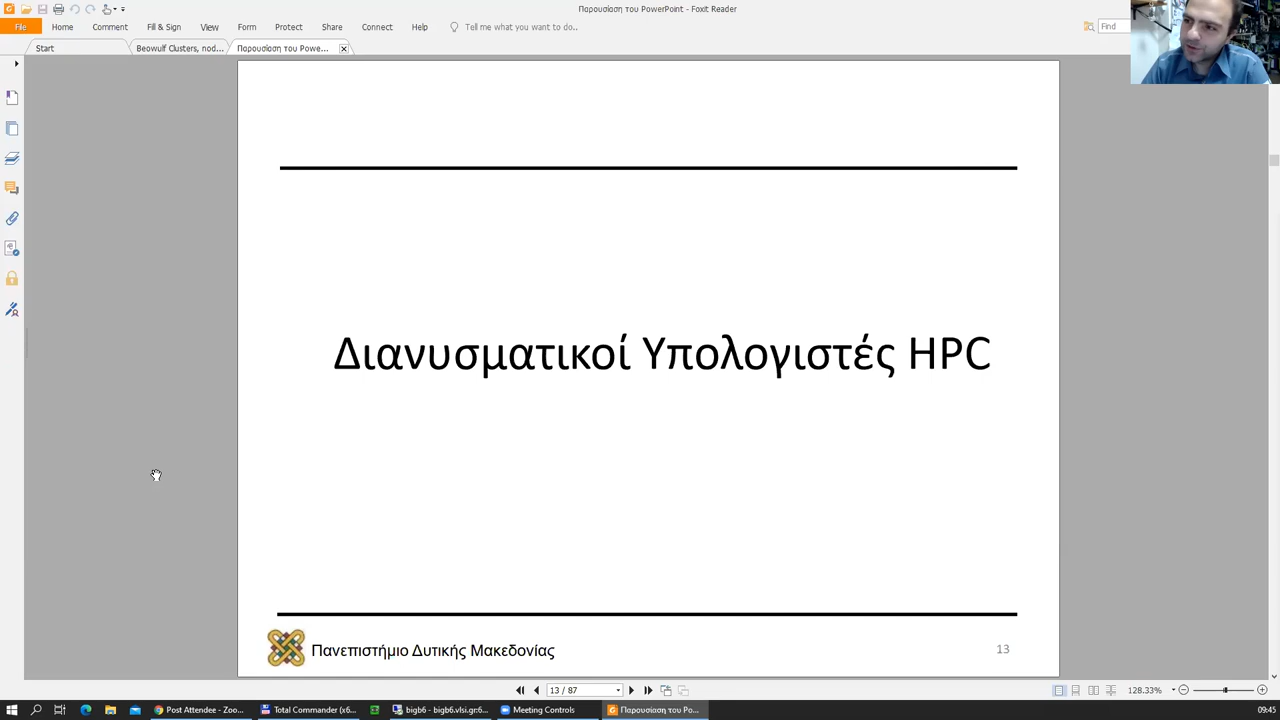 Παρουσίαση του PowerPoint - Foxit Reader
File Home Comment Fill & Sign View Form Protect Share Connect Help Tell me what you want to do.. Find
Start Beowulf Clusters, nod... Παρουσίαση του Powe...
Διανυσματικοί Υπολογιστές HPC
Πανεπιστήμιο Δυτικής Μακεδονίας
13
13 / 87
128.33%
Post Attendee - Zoo... Total Commander (x6... bigb6 - bigb6.vlsi.gr:6... Meeting Controls Παρουσίαση του Po... 09:45